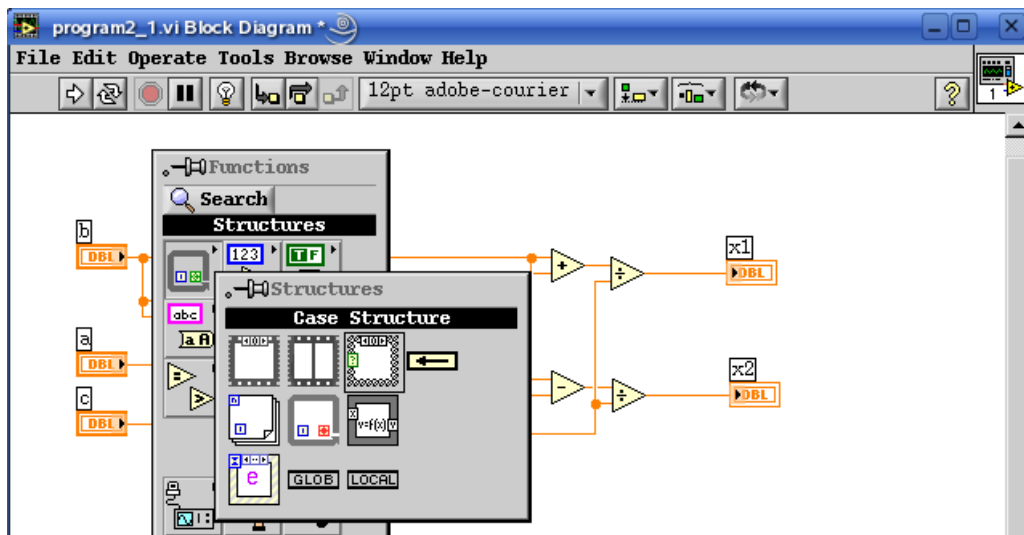 program2_1.vi Block Diagram *
File Edit Operate Tools Browse Window Help
12pt adobe-courier
?
1
Functions
Search
Structures
b
DBL
123
TF
abc
a A
a
DBL
c
DBL
Structures
Case Structure
GLOB LOCAL
x1
DBL
x2
DBL